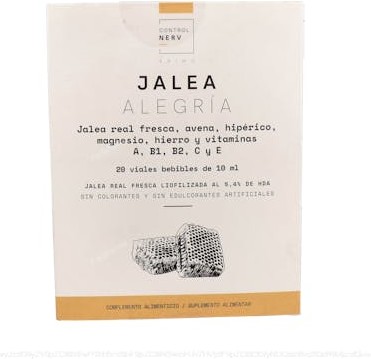 CONTROL
NERV
JALEA
ALEGRÍA
Jalea real fresca, avena, hipérico,
magnesio, hierro y vitaminas
A, B1, B2, C y E
20 viales bebibles de 10 ml
JALEA REAL FRESCA LIOFILIZADA AL 5,4% DE HDA
SIN COLORANTES Y SIN EDULCORANTES ARTIFICIALES
COMPLEMENTO ALIMENTICIO / SUPLEMENTO ALIMENTAR